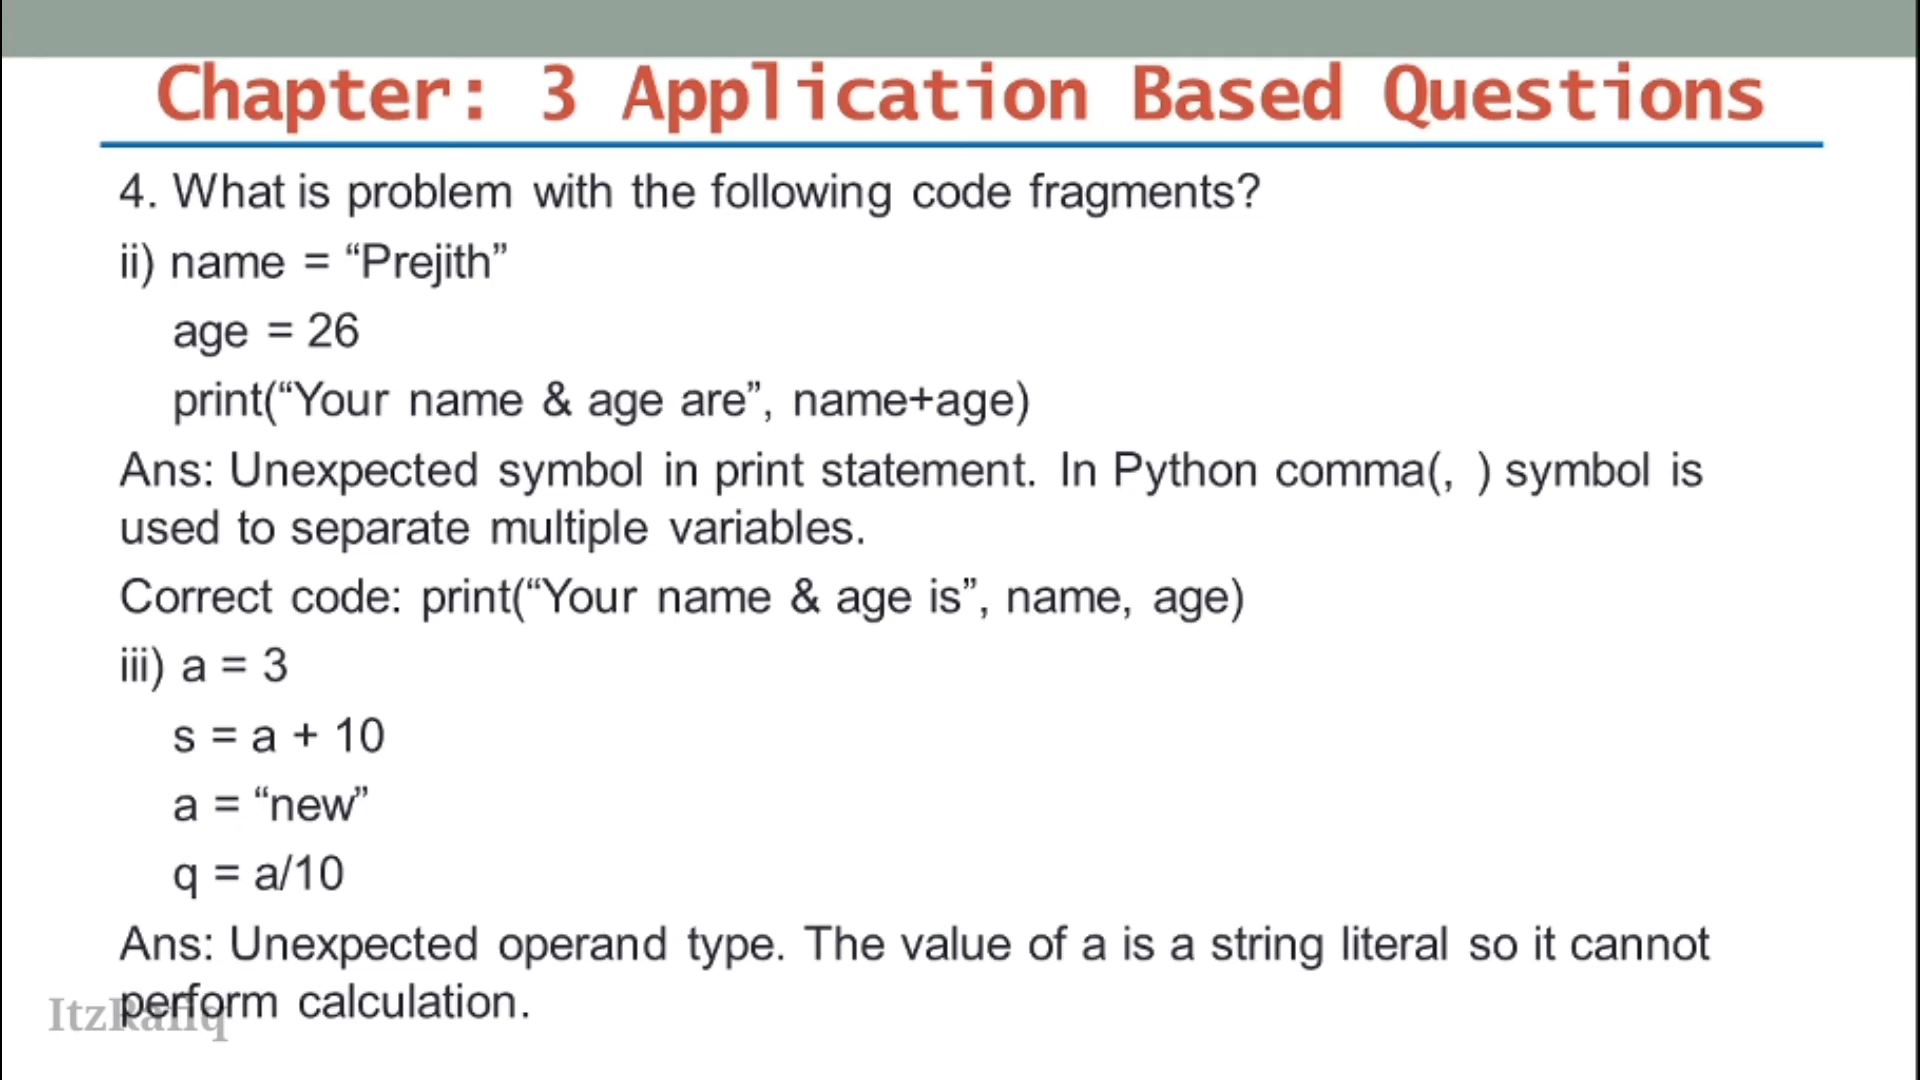 Chapter: 3 Application Based Questions
4. What is problem with the following code fragments?
ii) name = “Prejith”
age = 26
print(“Your name & age are”, name+age)
Ans: Unexpected symbol in print statement. In Python comma(, ) symbol is
used to separate multiple variables.
Correct code: print(“Your name & age is”, name, age)
iii) a = 3
s = a + 10
a = “new”
q = a/10
Ans: Unexpected operand type. The value of a is a string literal so it cannot
perform calculation.
ItzRafiq